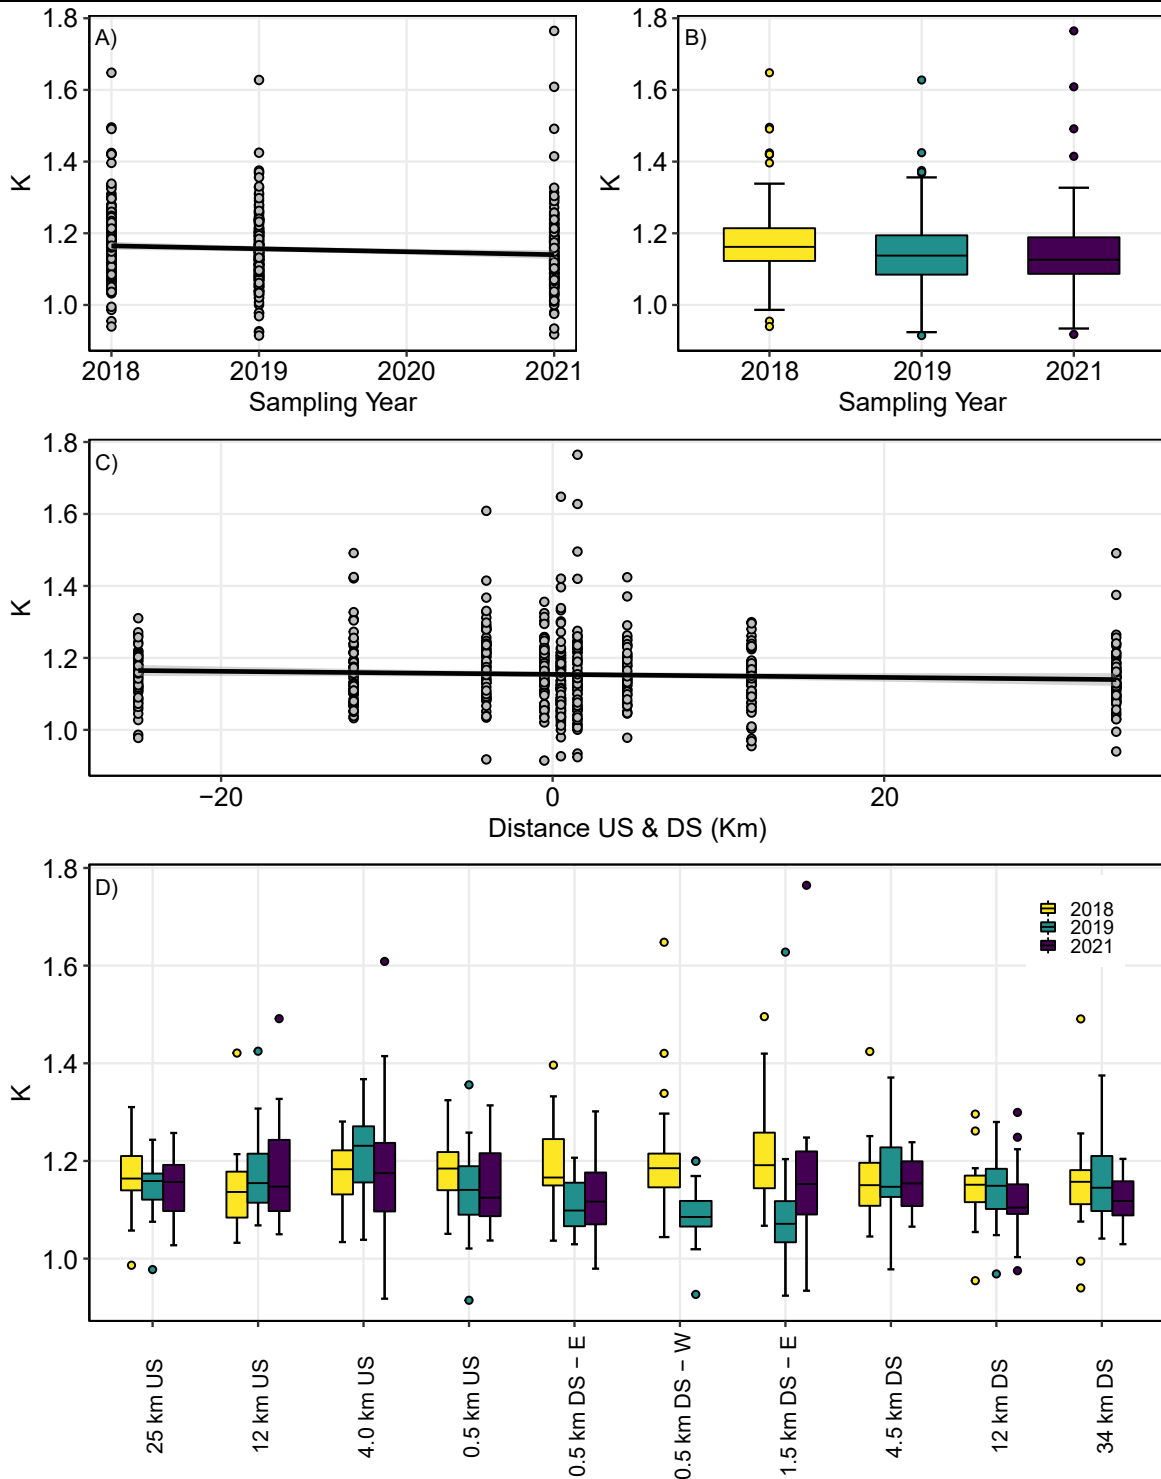 A)
1.8
1.6
1.4
1.2
1.0
K
2018 2019 2020 2021
Sampling Year
B)
1.8
1.6
1.4
1.2
1.0
K
2018 2019 2021
Sampling Year
C)
1.8
1.6
1.4
1.2
1.0
K
−20 0 20
Distance US & DS (Km)
D)
1.8
1.6
1.4
1.2
1.0
K
2018
2019
2021
25 km US
12 km US
4.0 km US
0.5 km US
0.5 km DS − E
0.5 km DS − W
1.5 km DS − E
4.5 km DS
12 km DS
34 km DS